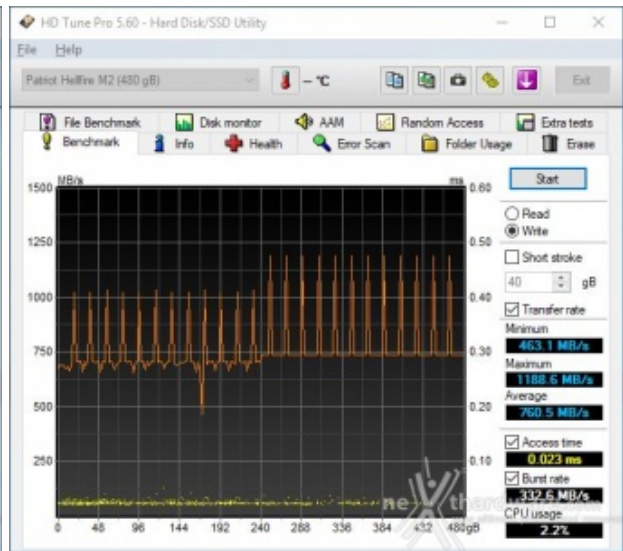 HD Tune Pro 5.60 - Hard Disk/SSD Utility
File Help
Patriot Hellfire M2 (480 gB)
– °C
Exit
File Benchmark Disk monitor AAM Random Access Extra tests
Benchmark Info Health Error Scan Folder Usage Erase
MB/s ms
1500 0.60
1250 0.50
1000 0.40
750 0.30
500 0.20
250 0.10
0 48 96 144 192 240 288 336 384 432 480gB
Start
Read
Write
Short stroke
40 gB
Transfer rate
Minimum
463.1 MB/s
Maximum
1188.6 MB/s
Average
760.5 MB/s
Access time
0.023 ms
Burst rate
332.6 MB/s
CPU usage
2.2%